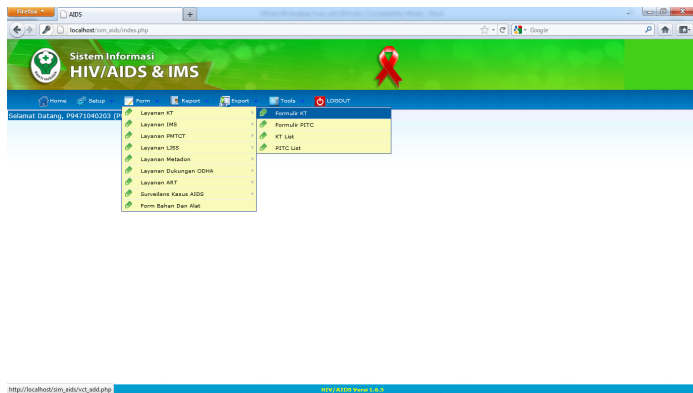 Firefox
AIDS
localhost/sim_aids/index.php
Google
Sistem Informasi
HIV/AIDS & IMS
Home Setup Form Report Export Tools LOGOUT
Selamat Datang, P9471040203
Layanan KT
Layanan IMS
Layanan PMTCT
Layanan LJSS
Layanan Metadon
Layanan Dukungan ODHA
Layanan ART
Surveilans Kasus AIDS
Form Bahan Dan Alat
Formulir KT
Formulir PITC
KT List
PITC List
http://localhost/sim_aids/vct_add.php
HIV/AIDS Versi 1.6.5